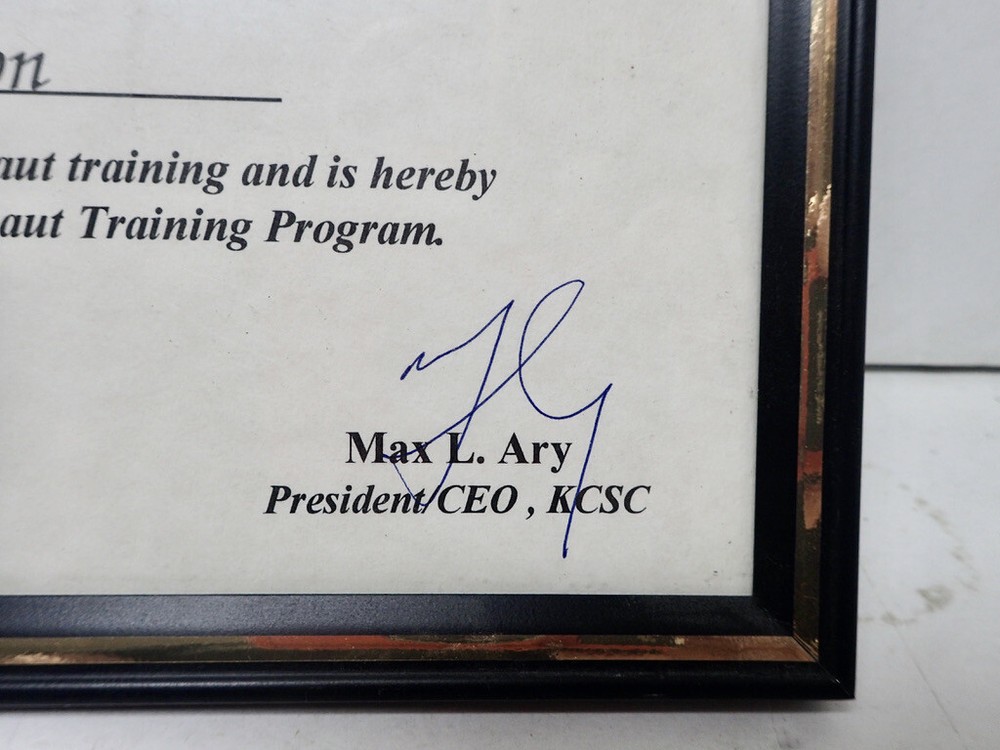 on
aut training and is hereby
aut Training Program.
Max L. Ary
President/CEO , KCSC